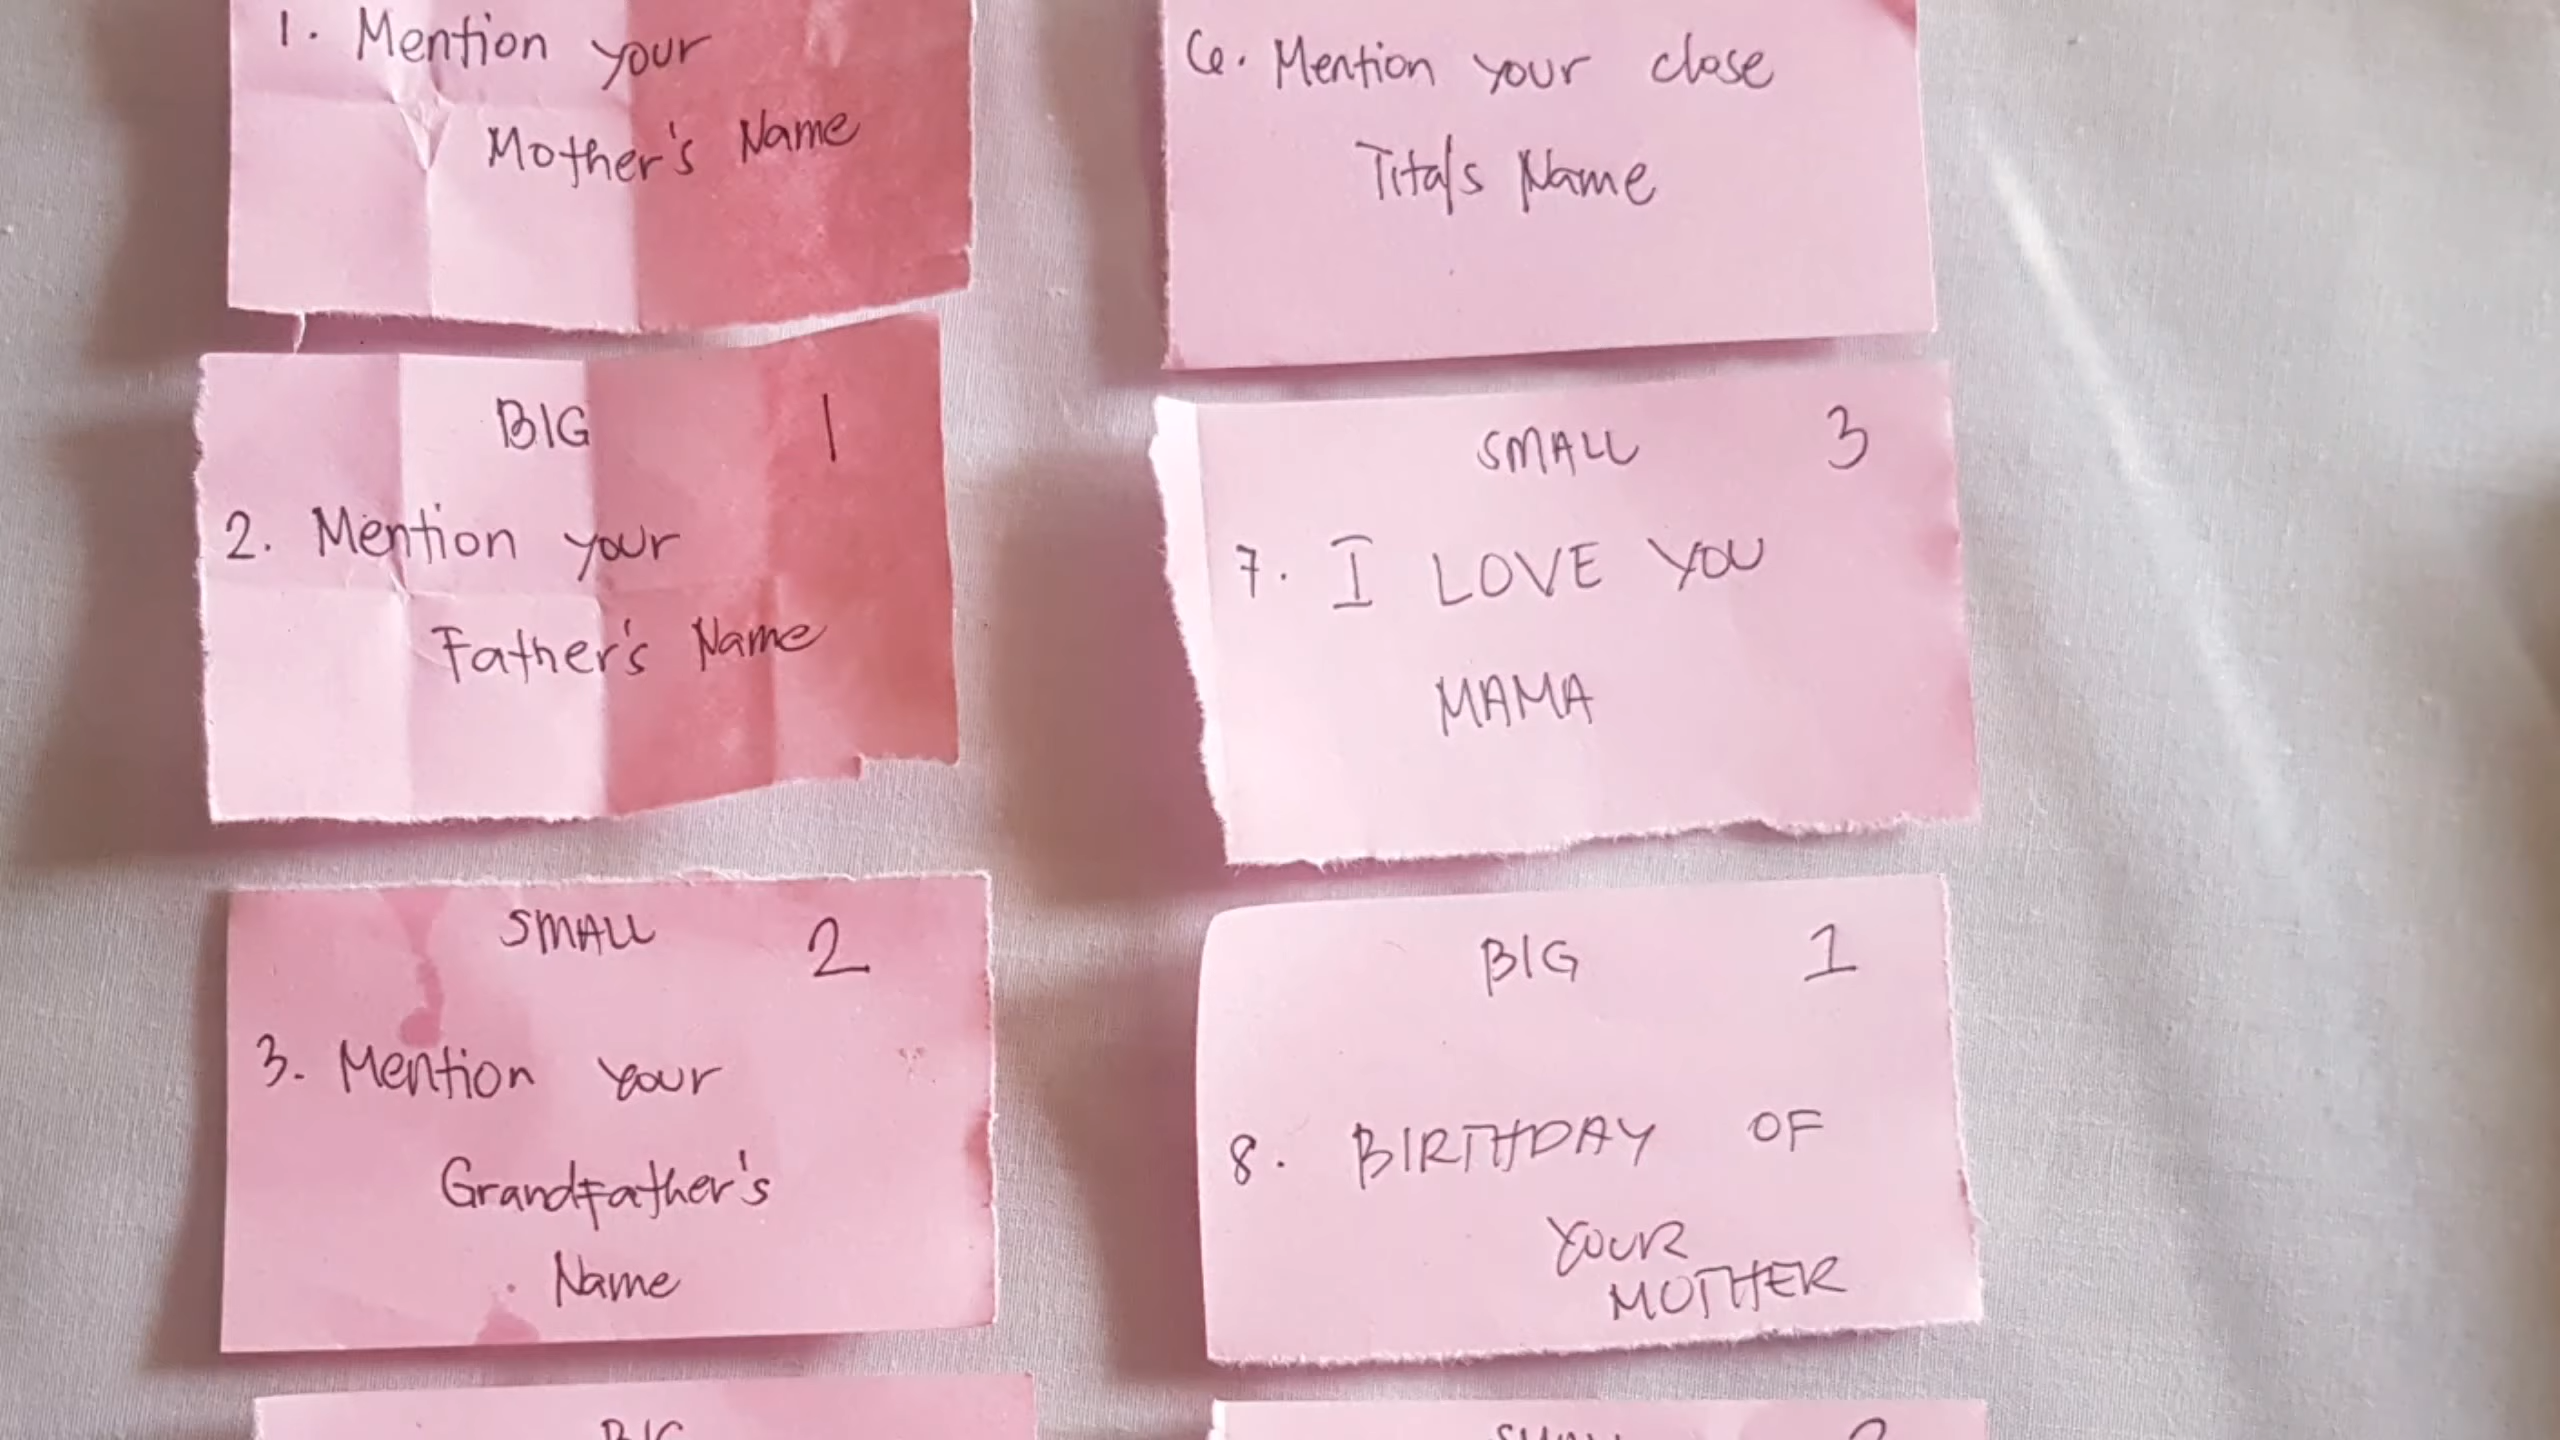 1. Mention your
Mother's Name
BIG 1
2. Mention your
Father's Name
SMALL 2
3. Mention your
Grandfather's
Name
BIG
6. Mention your close
Tita's Name
SMALL 3
7. I LOVE YOU
MAMA
BIG 1
8. BIRTHDAY OF
YOUR
MOTHER
SMALL